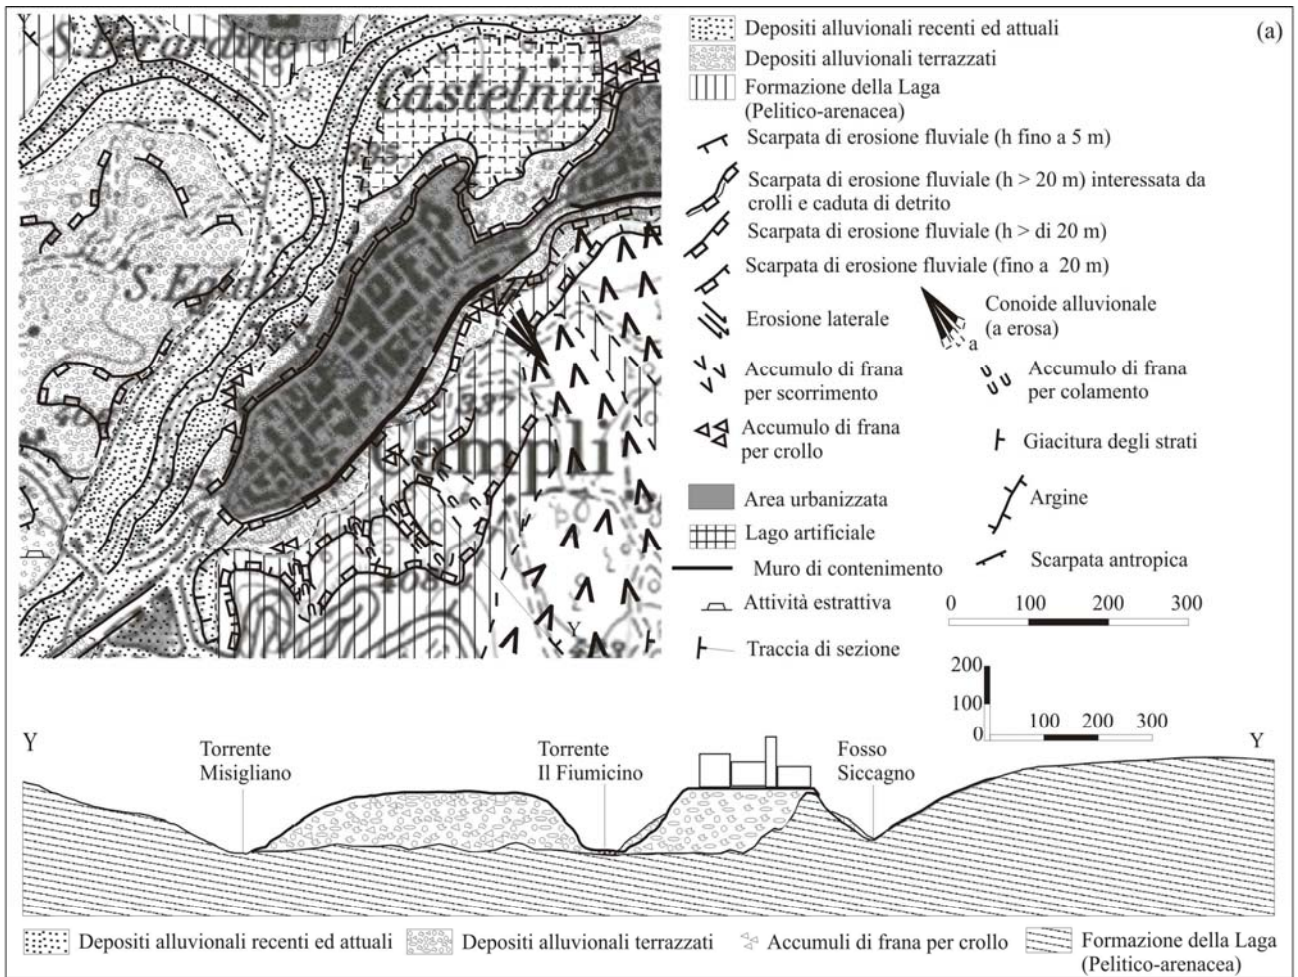 Y
S. Berardino
Castelnu
S. Egidio
337
Campli
408
Y
Depositi alluvionali recenti ed attuali
(a)
Depositi alluvionali terrazzati
Formazione della Laga
(Pelitico-arenacea)
Scarpata di erosione fluviale (h fino a 5 m)
Scarpata di erosione fluviale (h > 20 m) interessata da
crolli e caduta di detrito
Scarpata di erosione fluviale (h > di 20 m)
Scarpata di erosione fluviale (fino a 20 m)
Erosione laterale
Conoide alluvionale
(a erosa)
a
Accumulo di frana
per scorrimento
Accumulo di frana
per colamento
Accumulo di frana
per crollo
Giacitura degli strati
Area urbanizzata
Argine
Lago artificiale
Muro di contenimento
Scarpata antropica
Attività estrattiva
0 100 200 300
Traccia di sezione
200
100
0
100 200 300
Y
Torrente
Misigliano
Torrente
Il Fiumicino
Fosso
Siccagno
Y
Depositi alluvionali recenti ed attuali
Depositi alluvionali terrazzati
Accumuli di frana per crollo
Formazione della Laga
(Pelitico-arenacea)